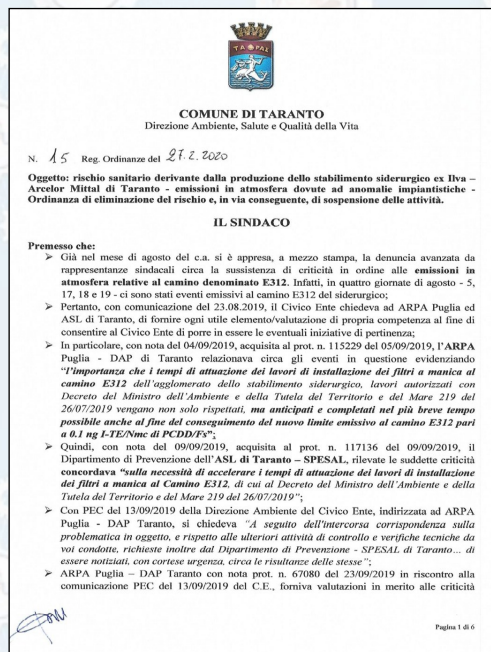 TA PAΣ
COMUNE DI TARANTO
Direzione Ambiente, Salute e Qualità della Vita
N. 15 Reg. Ordinanze del 27.2.2020
Oggetto: rischio sanitario derivante dalla produzione dello stabilimento siderurgico ex Ilva –
Arcelor Mittal di Taranto - emissioni in atmosfera dovute ad anomalie impiantistiche -
Ordinanza di eliminazione del rischio e, in via conseguente, di sospensione delle attività.
IL SINDACO
Premesso che:
➤ Già nel mese di agosto del c.a. si è appresa, a mezzo stampa, la denuncia avanzata da
rappresentanze sindacali circa la sussistenza di criticità in ordine alle emissioni in
atmosfera relative al camino denominato E312. Infatti, in quattro giornate di agosto - 5,
17, 18 e 19 - ci sono stati eventi emissivi al camino E312 del siderurgico;
➤ Pertanto, con comunicazione del 23.08.2019, il Civico Ente chiedeva ad ARPA Puglia ed
ASL di Taranto, di fornire ogni utile elemento/valutazione di propria competenza al fine di
consentire al Civico Ente di porre in essere le eventuali iniziative di pertinenza;
➤ In particolare, con nota del 04/09/2019, acquisita al prot. n. 115229 del 05/09/2019, l'ARPA
Puglia - DAP di Taranto relazionava circa gli eventi in questione evidenziando
"l'importanza che i tempi di attuazione dei lavori di installazione dei filtri a manica al
camino E312 dell'agglomerato dello stabilimento siderurgico, lavori autorizzati con
Decreto del Ministro dell'Ambiente e della Tutela del Territorio e del Mare 219 del
26/07/2019 vengano non solo rispettati, ma anticipati e completati nel più breve tempo
possibile anche al fine del conseguimento del nuovo limite emissivo al camino E312 pari
a 0.1 ng I-TE/Nmc di PCDD/Fs";
➤ Quindi, con nota del 09/09/2019, acquisita al prot. n. 117136 del 09/09/2019, il
Dipartimento di Prevenzione dell'ASL di Taranto – SPESAL, rilevate le suddette criticità
concordava "sulla necessità di accelerare i tempi di attuazione dei lavori di installazione
dei filtri a manica al Camino E312, di cui al Decreto del Ministro dell'Ambiente e della
Tutela del Territorio e del Mare 219 del 26/07/2019";
➤ Con PEC del 13/09/2019 della Direzione Ambiente del Civico Ente, indirizzata ad ARPA
Puglia - DAP Taranto, si chiedeva "A seguito dell'intercorsa corrispondenza sulla
problematica in oggetto, e rispetto alle ulteriori attività di controllo e verifiche tecniche da
voi condotte, richieste inoltre dal Dipartimento di Prevenzione - SPESAL di Taranto... di
essere notiziati, con cortese urgenza, circa le risultanze delle stesse";
➤ ARPA Puglia – DAP Taranto con nota prot. n. 67080 del 23/09/2019 in riscontro alla
comunicazione PEC del 13/09/2019 del C.E., forniva valutazioni in merito alle criticità
Pagina 1 di 6